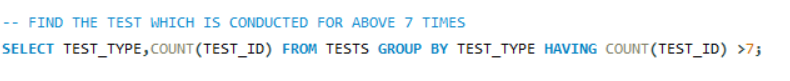 -- FIND THE TEST WHICH IS CONDUCTED FOR ABOVE 7 TIMES
SELECT TEST_TYPE,COUNT(TEST_ID) FROM TESTS GROUP BY TEST_TYPE HAVING COUNT(TEST_ID) >7;